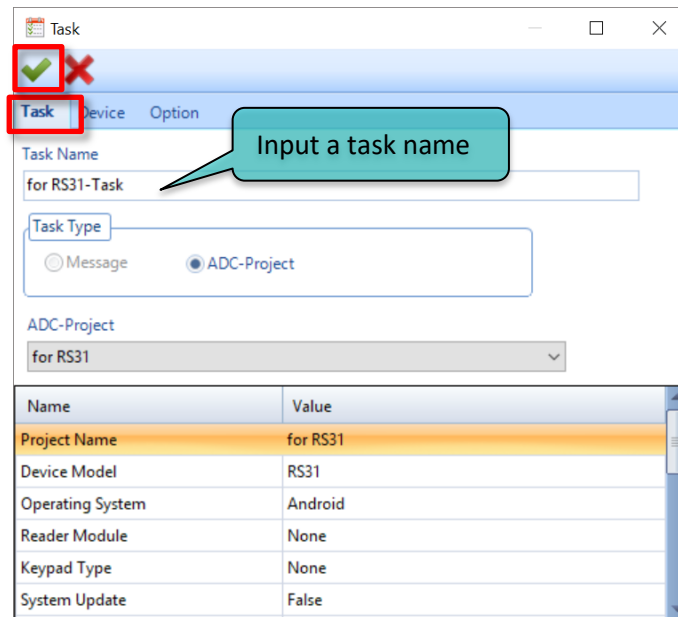 Task
Task Device Option
Input a task name
Task Name
for RS31-Task
Task Type
Message ADC-Project
ADC-Project
for RS31
Name Value
Project Name for RS31
Device Model RS31
Operating System Android
Reader Module None
Keypad Type None
System Update False